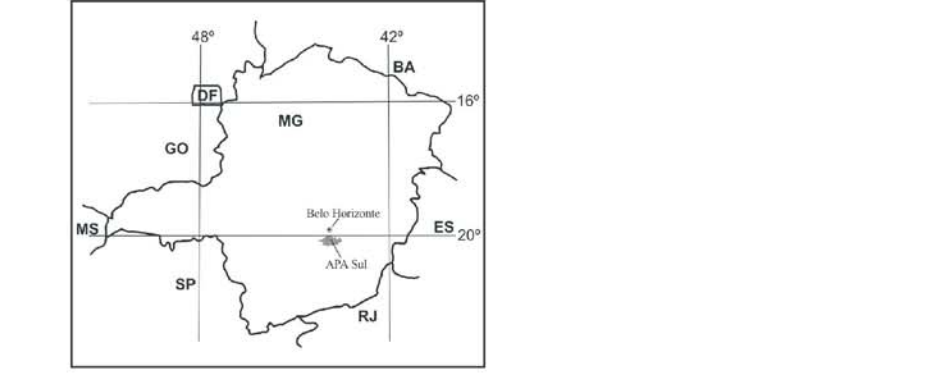 48º 42º
BA
DF
16º
MG
GO
Belo Horizonte
MS
ES
20º
APA Sul
SP
RJ